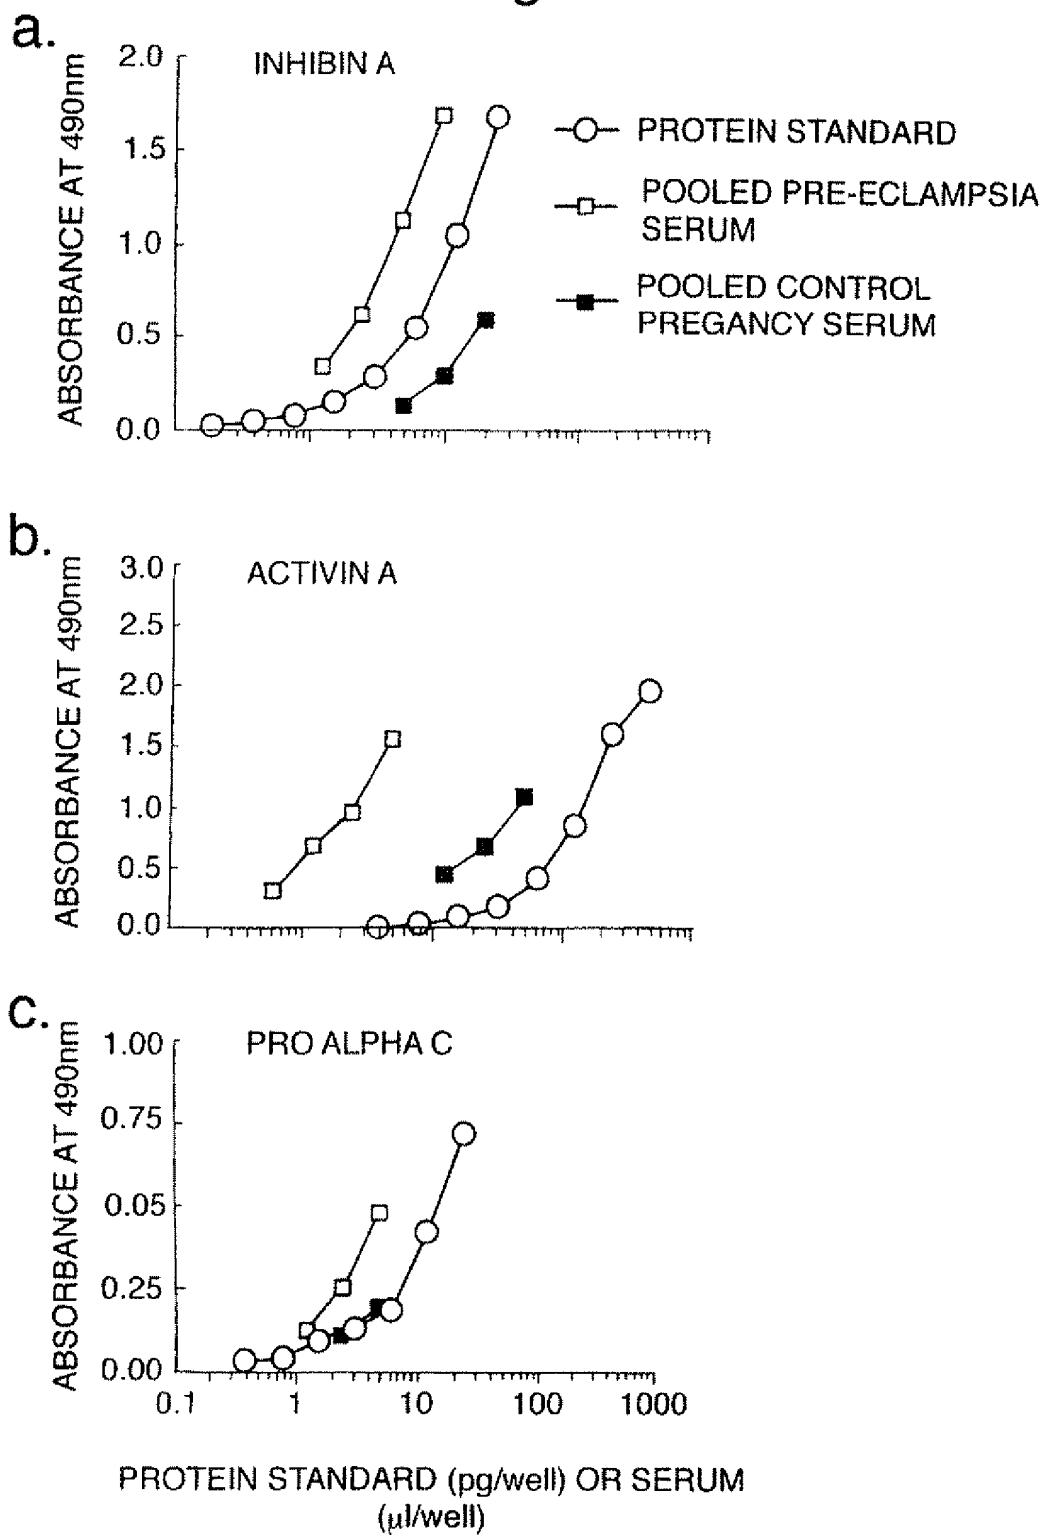 a.
INHIBIN A
ABSORBANCE AT 490nm
2.0
1.5
1.0
0.5
0.0
PROTEIN STANDARD
POOLED PRE-ECLAMPSIA
SERUM
POOLED CONTROL
PREGANCY SERUM
b.
ACTIVIN A
ABSORBANCE AT 490nm
3.0
2.5
2.0
1.5
1.0
0.5
0.0
c.
PRO ALPHA C
ABSORBANCE AT 490nm
1.00
0.75
0.05
0.25
0.00
0.1 1 10 100 1000
PROTEIN STANDARD (pg/well) OR SERUM
(µl/well)